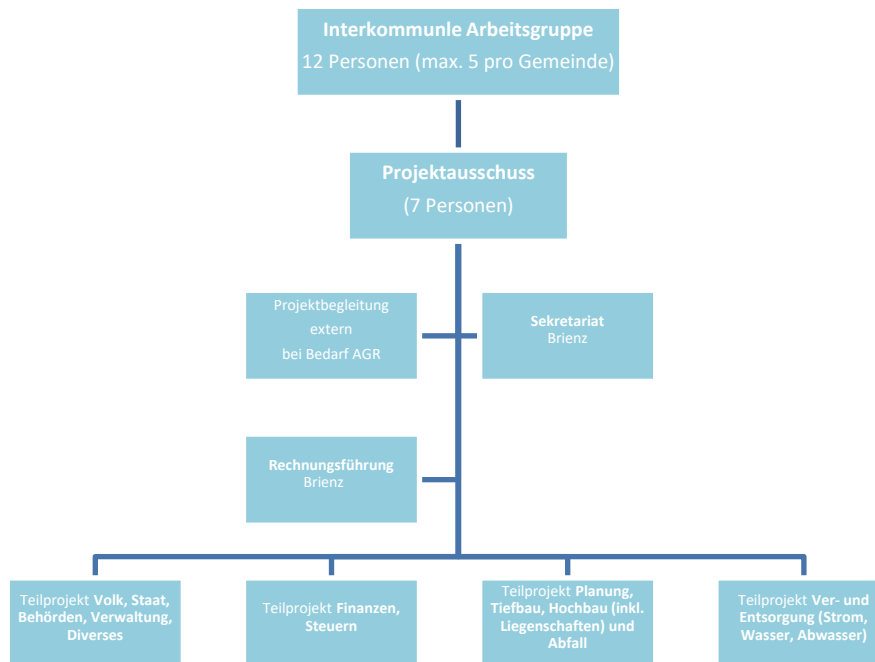 Interkommunle Arbeitsgruppe
12 Personen (max. 5 pro Gemeinde)
Projektausschuss
(7 Personen)
Projektbegleitung
extern
bei Bedarf AGR
Sekretariat
Brienz
Rechnungsführung
Brienz
Teilprojekt Volk, Staat,
Behörden, Verwaltung,
Diverses
Teilprojekt Finanzen,
Steuern
Teilprojekt Planung,
Tiefbau, Hochbau (inkl.
Liegenschaften) und
Abfall
Teilprojekt Ver- und
Entsorgung (Strom,
Wasser, Abwasser)